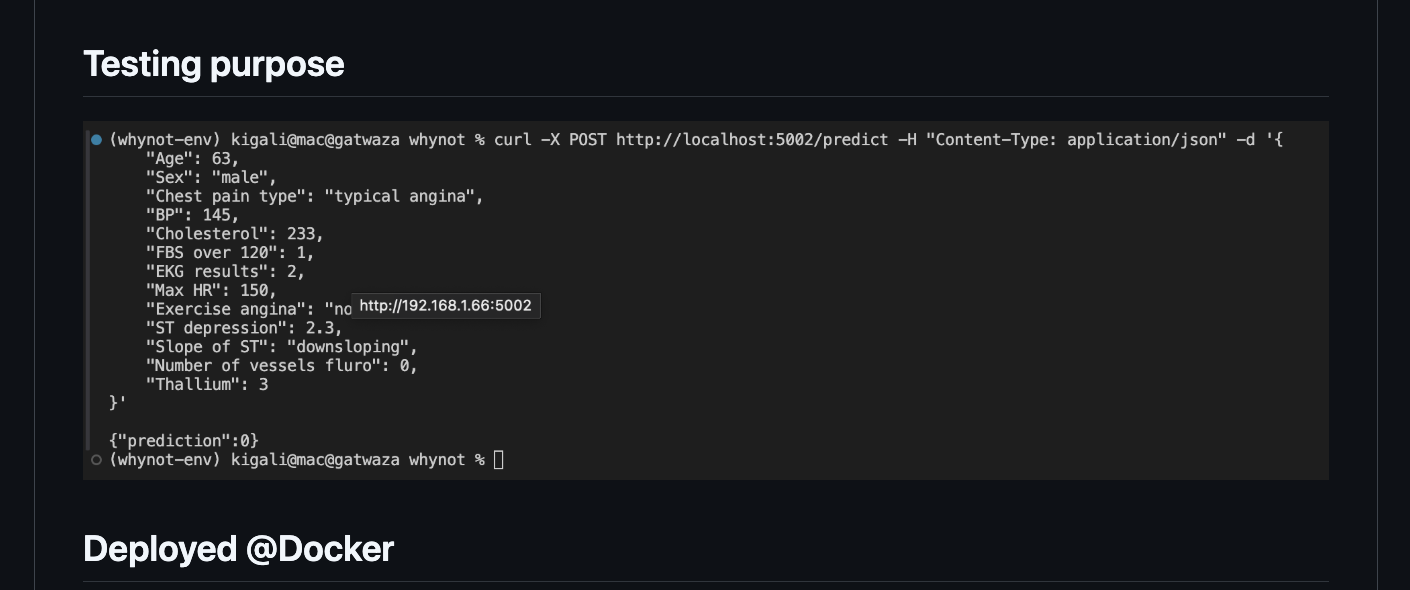 Testing purpose
(whynot-env) kigali@mac@gatwaza whynot % curl -X POST http://localhost:5002/predict -H "Content-Type: application/json" -d '{
"Age": 63,
"Sex": "male",
"Chest pain type": "typical angina",
"BP": 145,
"Cholesterol": 233,
"FBS over 120": 1,
"EKG results": 2,
"Max HR": 150,
"Exercise angina": "no
http://192.168.1.66:5002
"ST depression": 2.3,
"Slope of ST": "downsloping",
"Number of vessels fluro": 0,
"Thallium": 3
}'
{"prediction":0}
(whynot-env) kigali@mac@gatwaza whynot %
Deployed @Docker